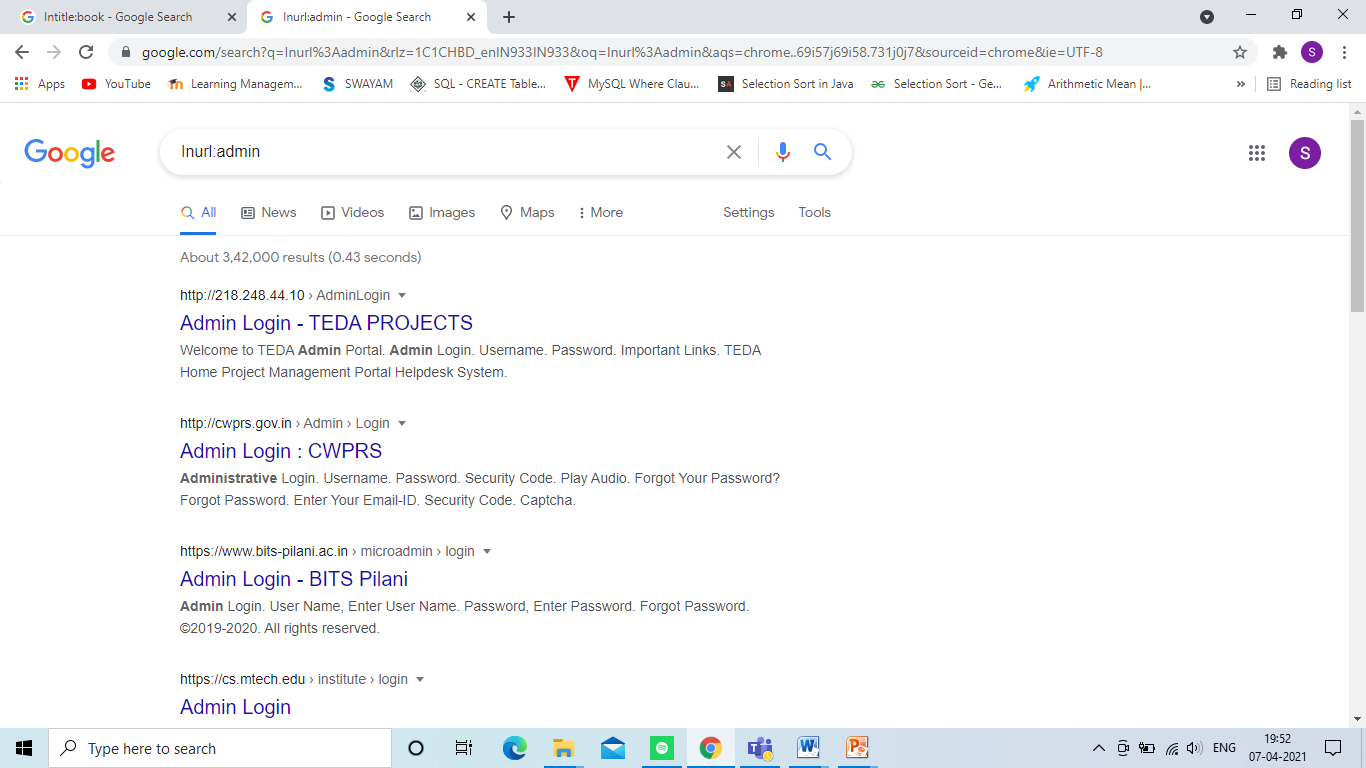 Intitle:book - Google Search
Inurl:admin - Google Search
google.com/search?q=Inurl%3Aadmin&rlz=1C1CHBD_enIN933IN933&oq=Inurl%3Aadmin&aqs=chrome..69i57j69i58.731j0j7&sourceid=chrome&ie=UTF-8
S
Apps
YouTube
Learning Managem...
SWAYAM
SQL - CREATE Table...
MySQL Where Clau...
Selection Sort in Java
Selection Sort - Ge...
Arithmetic Mean |...
»
Reading list
Google
Inurl:admin
S
All
News
Videos
Images
Maps
More
Settings
Tools
About 3,42,000 results (0.43 seconds)
http://218.248.44.10 › AdminLogin
Admin Login - TEDA PROJECTS
Welcome to TEDA Admin Portal. Admin Login. Username. Password. Important Links. TEDA
Home Project Management Portal Helpdesk System.
http://cwprs.gov.in › Admin › Login
Admin Login : CWPRS
Administrative Login. Username. Password. Security Code. Play Audio. Forgot Your Password?
Forgot Password. Enter Your Email-ID. Security Code. Captcha.
https://www.bits-pilani.ac.in › microadmin › login
Admin Login - BITS Pilani
Admin Login. User Name, Enter User Name. Password, Enter Password. Forgot Password.
©2019-2020. All rights reserved.
https://cs.mtech.edu › institute › login
Admin Login
Type here to search
ENG
19:52
07-04-2021